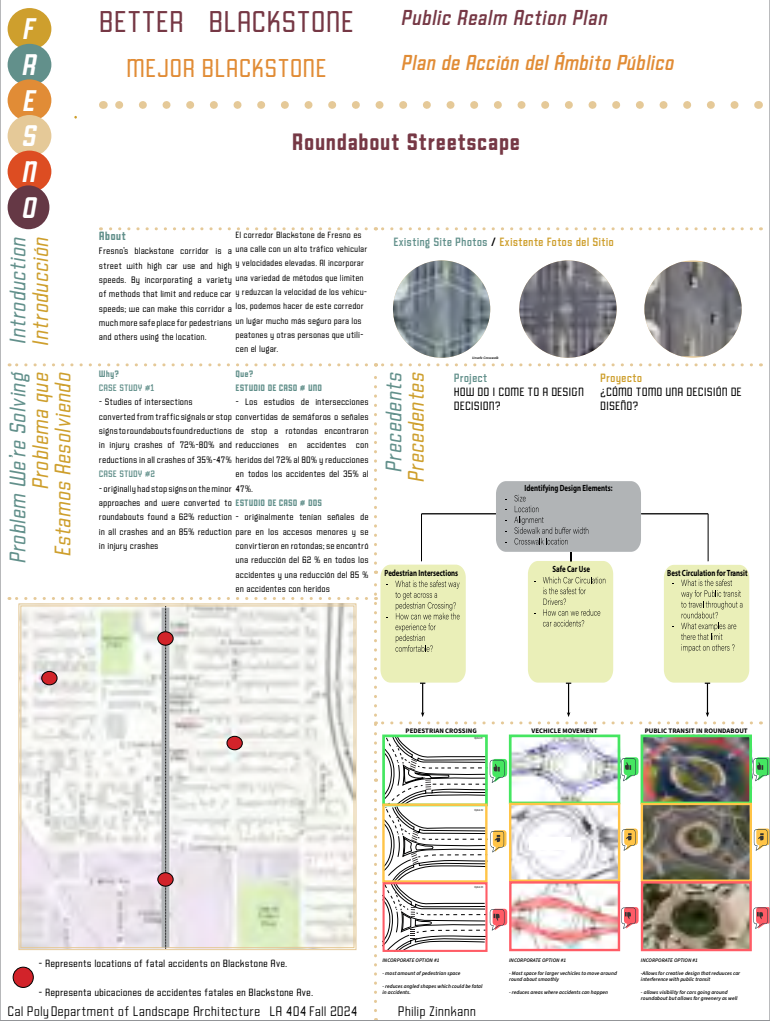 FRESNO
BETTER BLACKSTONE
Public Realm Action Plan
MEJOR BLACKSTONE
Plan de Acción del Ámbito Público
Roundabout Streetscape
Introduction
Introducción
About
Fresno's blackstone corridor is a
street with high car use and high
speeds. By incorporating a variety
of methods that limit and reduce car
speeds; we can make this corridor a
much more safe place for pedestrians
and others using the location.
El corredor Blackstone de Fresno es
una calle con un alto tráfico vehicular
y velocidades elevadas. Al incorporar
una variedad de métodos que limiten
y reduzcan la velocidad de los vehícu-
los, podemos hacer de este corredor
un lugar mucho más seguro para los
peatones y otras personas que utili-
cen el lugar.
Existing Site Photos / Existente Fotos del Sitio
Problem We're Solving
Problema que
Estamos Resolviendo
Why?
CASE STUDY #1
- Studies of intersections
converted from traffic signals or stop
signs to roundabouts found reductions
in injury crashes of 72%-80% and
reductions in all crashes of 35%-47%
CASE STUDY #2
- originally had stop signs on the minor
approaches and were converted to
roundabouts found a 62% reduction
in all crashes and an 85% reduction
in injury crashes
Que?
ESTUDIO DE CASO # UNO
- Los estudios de intersecciones
convertidas de semáforos o señales
de stop a rotondas encontraron
reducciones en accidentes con
heridos del 72% al 80% y reducciones
en todos los accidentes del 35% al
47%.
ESTUDIO DE CASO # DOS
- originalmente tenían señales de
pare en los accesos menores y se
convirtieron en rotondas; se encontró
una reducción del 62 % en todos los
accidentes y una reducción del 85 %
en accidentes con heridos
Precedents
Precedentes
Project
HOW DO I COME TO A DESIGN
DECISION?
Proyecto
¿CÓMO TOMO UNA DECISIÓN DE
DISEÑO?
Identifying Design Elements:
- Size
- Location
- Alignment
- Sidewalk and buffer width
- Crosswalk location
Pedestrian Intersections
- What is the safest way
to get across a
pedestrian Crossing?
- How can we make the
experience for
pedestrian
comfortable?
Safe Car Use
- Which Car Circulation
is the safest for
Drivers?
- How can we reduce
car accidents?
Best Circulation for Transit
- What is the safest
way for Public transit
to travel throughout a
roundabout?
- What examples are
there that limit
impact on others ?
PEDESTRIAN CROSSING
VECHICLE MOVEMENT
PUBLIC TRANSIT IN ROUNDABOUT
INCORPORATE OPTION #1
- most amount of pedestrian space
- reduces angled shapes which could be fatal
in accidents.
INCORPORATE OPTION #1
- Most space for larger vechicles to move around
round about smoothly
- reduces areas where accidents can happen
INCORPORATE OPTION #1
-Allows for creative design that reduices car
interference with public transit
- allows visibility for cars going around
roundabout but allows for greenery as well
- Represents locations of fatal accidents on Blackstone Ave.
- Representa ubicaciones de accidentes fatales en Blackstone Ave.
Cal Poly Department of Landscape Architecture LA 404 Fall 2024
Philip Zinnkann